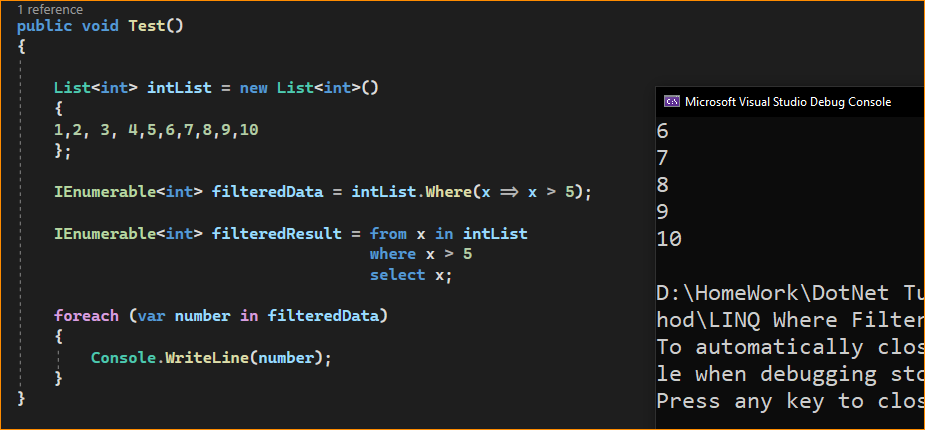 1 reference
public void Test()
{
List<int> intList = new List<int>()
{
1,2, 3, 4,5,6,7,8,9,10
};
IEnumerable<int> filteredData = intList.Where(x => x > 5);
IEnumerable<int> filteredResult = from x in intList
where x > 5
select x;
foreach (var number in filteredData)
{
Console.WriteLine(number);
}
}
Microsoft Visual Studio Debug Console
6
7
8
9
10
D:\HomeWork\DotNet Tu
hod\LINQ Where Filter
To automatically clos
le when debugging sto
Press any key to clos